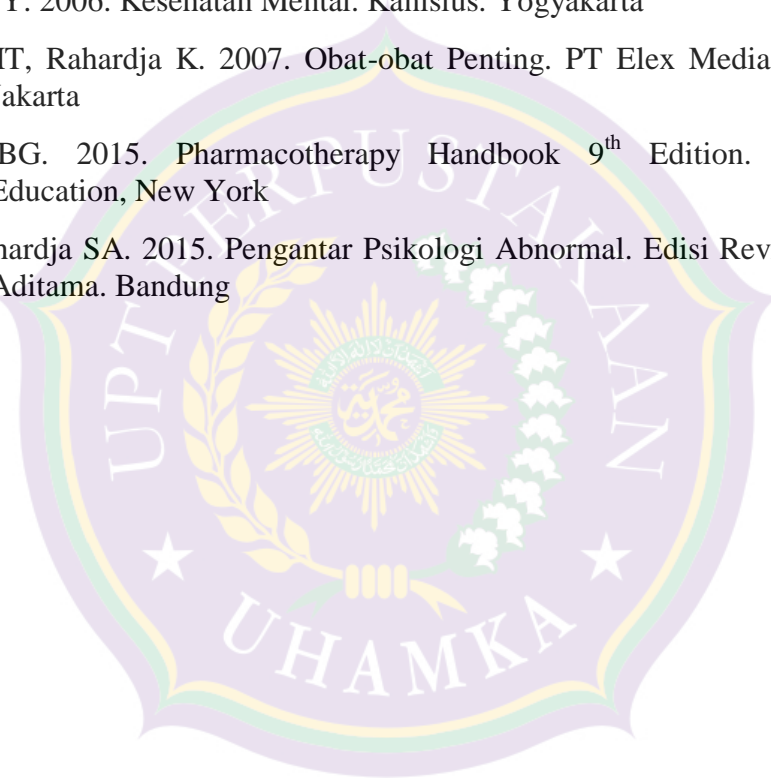 Y. 2006. Kesehatan Mental. Kanisius. Yogyakarta
IT, Rahardja K. 2007. Obat-obat Penting. PT Elex Media
akarta
BG. 2015. Pharmacotherapy Handbook 9th Edition.
Education, New York
hardja SA. 2015. Pengantar Psikologi Abnormal. Edisi Rev
Aditama. Bandung
UPT PERPUSTAKAAN
UHAMKA